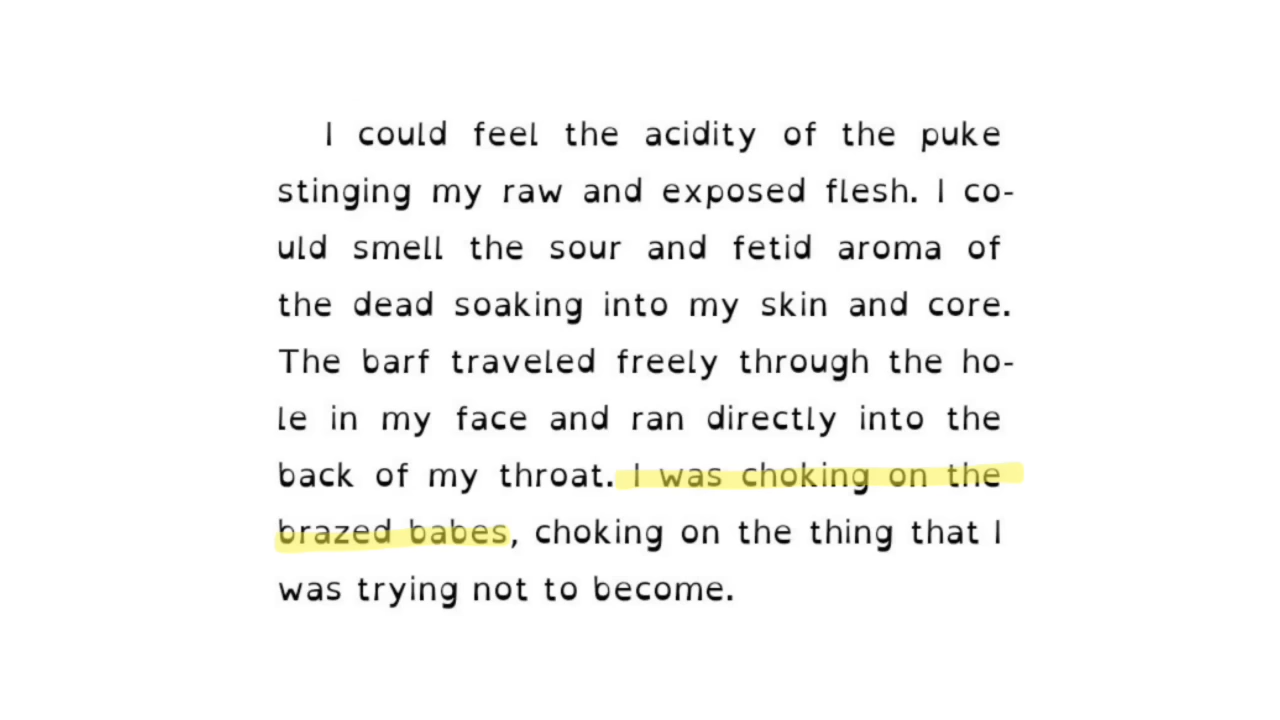 I could feel the acidity of the puke
stinging my raw and exposed flesh. I co-
uld smell the sour and fetid aroma of
the dead soaking into my skin and core.
The barf traveled freely through the ho-
le in my face and ran directly into the
back of my throat. I was choking on the
brazed babes, choking on the thing that I
was trying not to become.